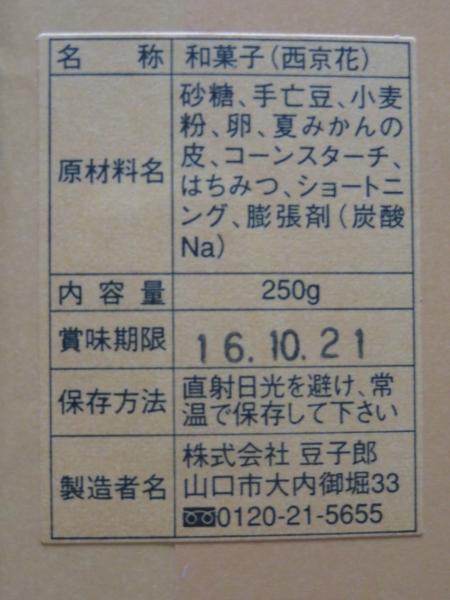 名称 和菓子(西京花)
原材料名 砂糖、手亡豆、小麦
粉、卵、夏みかんの
皮、コーンスターチ、
はちみつ、ショートニ
ング、膨張剤(炭酸
Na)
内容量 250g
賞味期限 16.10.21
保存方法 直射日光を避け、常
温で保存して下さい
製造者名 株式会社 豆子郎
山口市大内御堀33
0120-21-5655